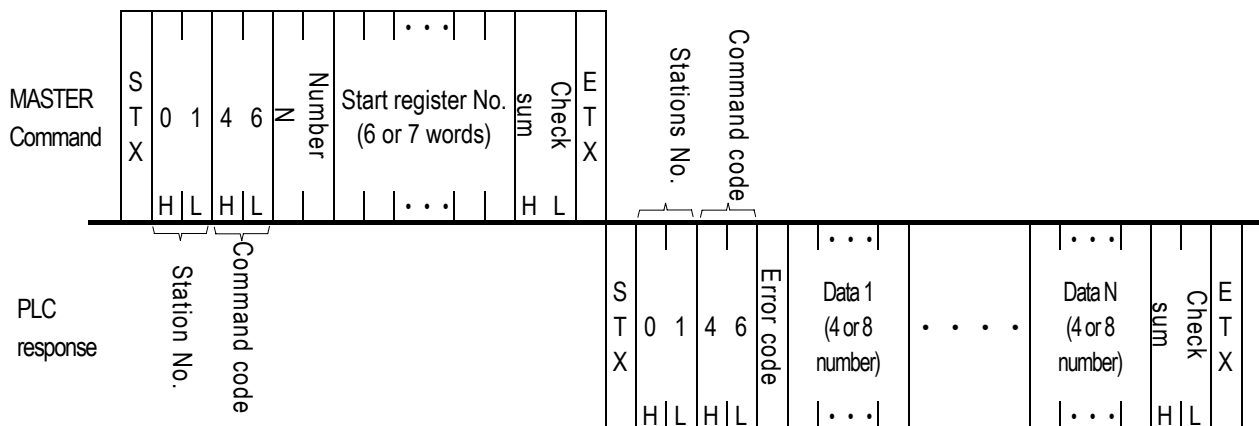 MASTER
Command
S
T
X
0 1
4 6
N
Number
• • •
Start register No.
(6 or 7 words)
• • •
Check
sum
E
T
X
H L
H L
H L
Station No.
Command code
Stations No.
Command code
PLC
response
S
T
X
0 1
4 6
Error code
• • •
Data 1
(4 or 8
number)
• • •
• • • •
• • •
Data N
(4 or 8
number)
• • •
Check
sum
E
T
X
H L
H L
H L